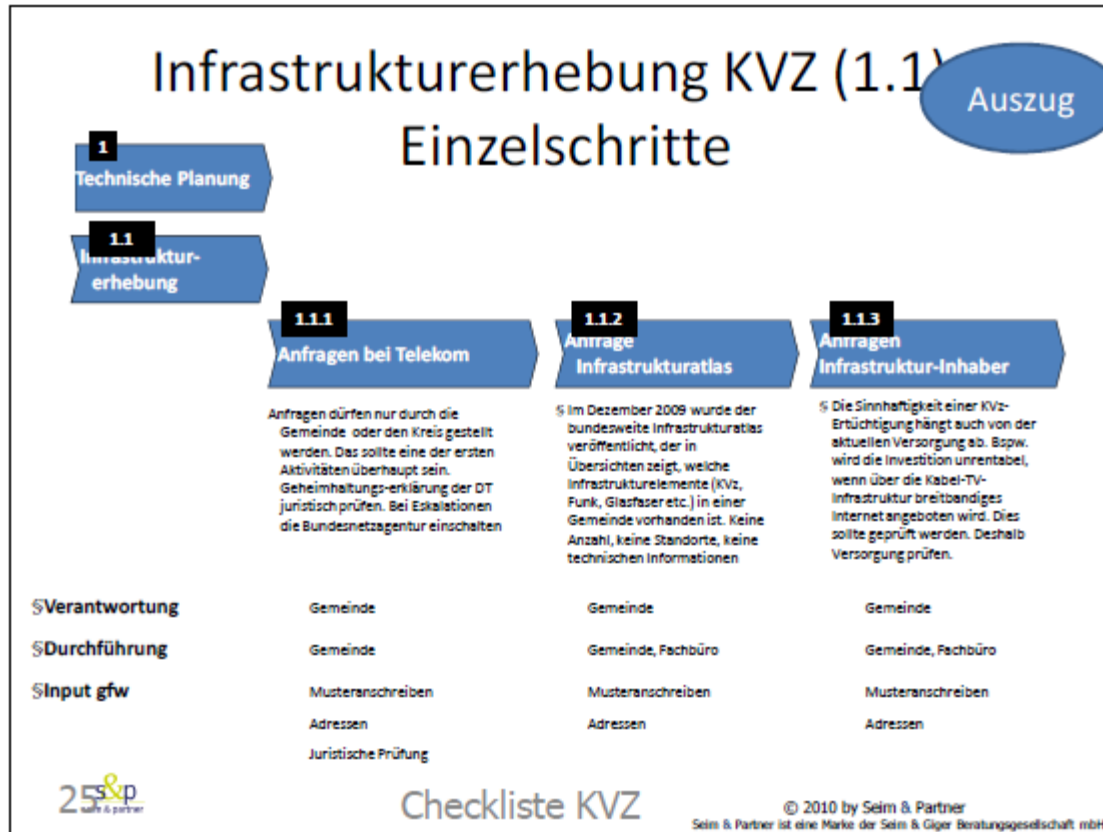 Infrastrukturerhebung KVZ (1.1)
Einzelschritte
Auszug
1
Technische Planung
1.1
Infrastruktur-
erhebung
1.1.1
Anfragen bei Telekom
Anfragen dürfen nur durch die
Gemeinde oder den Kreis gestellt
werden. Das sollte eine der ersten
Aktivitäten überhaupt sein.
Geheimhaltungs-erklärung der DT
juristisch prüfen. Bei Eskalationen
die Bundesnetzagentur einschalten
1.1.2
Anfrage
Infrastrukturatlas
§ Im Dezember 2009 wurde der
bundesweite Infrastrukturatlas
veröffentlicht, der in
Übersichten zeigt, welche
Infrastrukturelemente (KVz,
Funk, Glasfaser etc.) in einer
Gemeinde vorhanden ist. Keine
Anzahl, keine Standorte, keine
technischen Informationen
1.1.3
Anfragen
Infrastruktur-Inhaber
§ Die Sinnhaftigkeit einer KVz-
Ertüchtigung hängt auch von der
aktuellen Versorgung ab. Bspw.
wird die Investition unrentabel,
wenn über die Kabel-TV-
Infrastruktur breitbandiges
Internet angeboten wird. Dies
sollte geprüft werden. Deshalb
Versorgung prüfen.
§Verantwortung Gemeinde Gemeinde Gemeinde
§Durchführung Gemeinde Gemeinde, Fachbüro Gemeinde, Fachbüro
§Input gfw Musteranschreiben Musteranschreiben Musteranschreiben
Adressen Adressen Adressen
Juristische Prüfung
25
s&p
seim & partner
Checkliste KVZ
© 2010 by Seim & Partner
Seim & Partner ist eine Marke der Seim & Giger Beratungsgesellschaft mbH